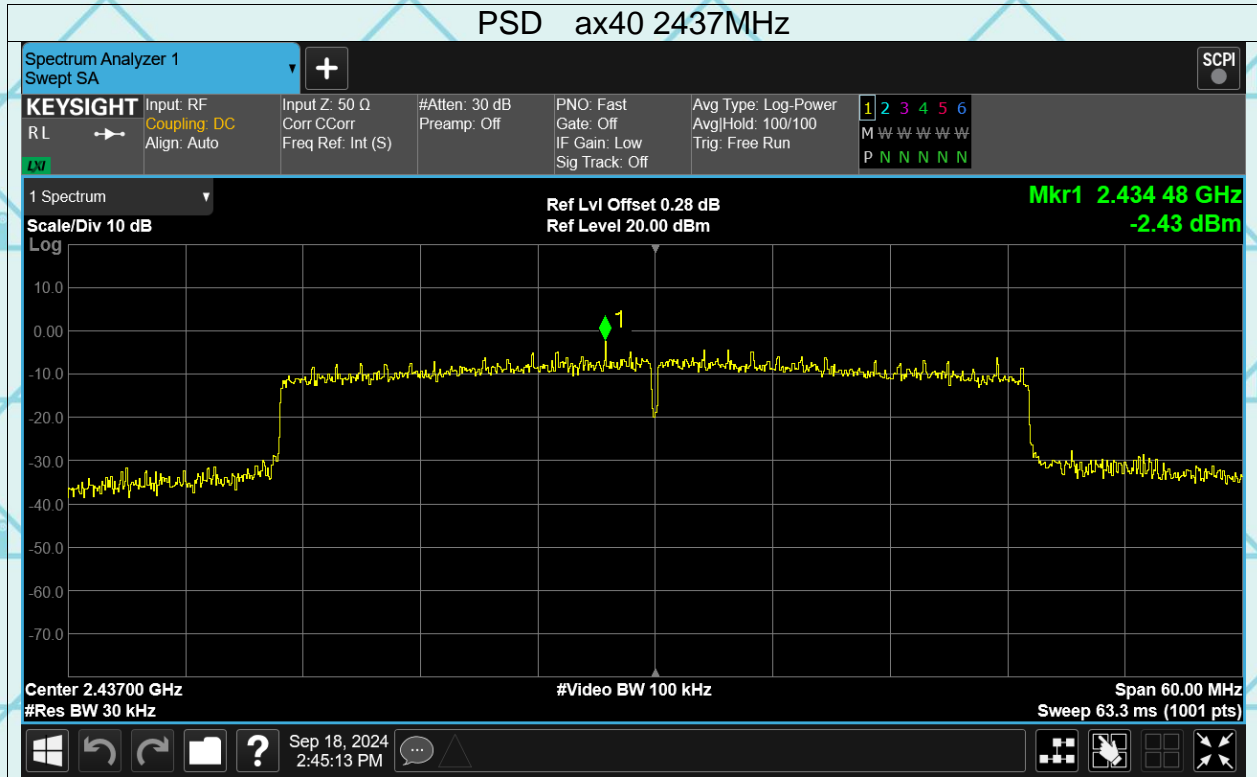 PSD ax40 2437MHz
Spectrum Analyzer 1
Swept SA
+
SCPI
KEYSIGHT
R L
LXI
Input: RF
Coupling: DC
Align: Auto
Input Z: 50 Ω
Corr CCorr
Freq Ref: Int (S)
#Atten: 30 dB
Preamp: Off
PNO: Fast
Gate: Off
IF Gain: Low
Sig Track: Off
Avg Type: Log-Power
Avg|Hold: 100/100
Trig: Free Run
1 2 3 4 5 6
M W W W W W
P N N N N N
1 Spectrum
Scale/Div 10 dB
Log
Ref Lvl Offset 0.28 dB
Ref Level 20.00 dBm
Mkr1 2.434 48 GHz
-2.43 dBm
10.0
0.00
-10.0
-20.0
-30.0
-40.0
-50.0
-60.0
-70.0
1
Center 2.43700 GHz
#Res BW 30 kHz
#Video BW 100 kHz
Span 60.00 MHz
Sweep 63.3 ms (1001 pts)
?
Sep 18, 2024
2:45:13 PM